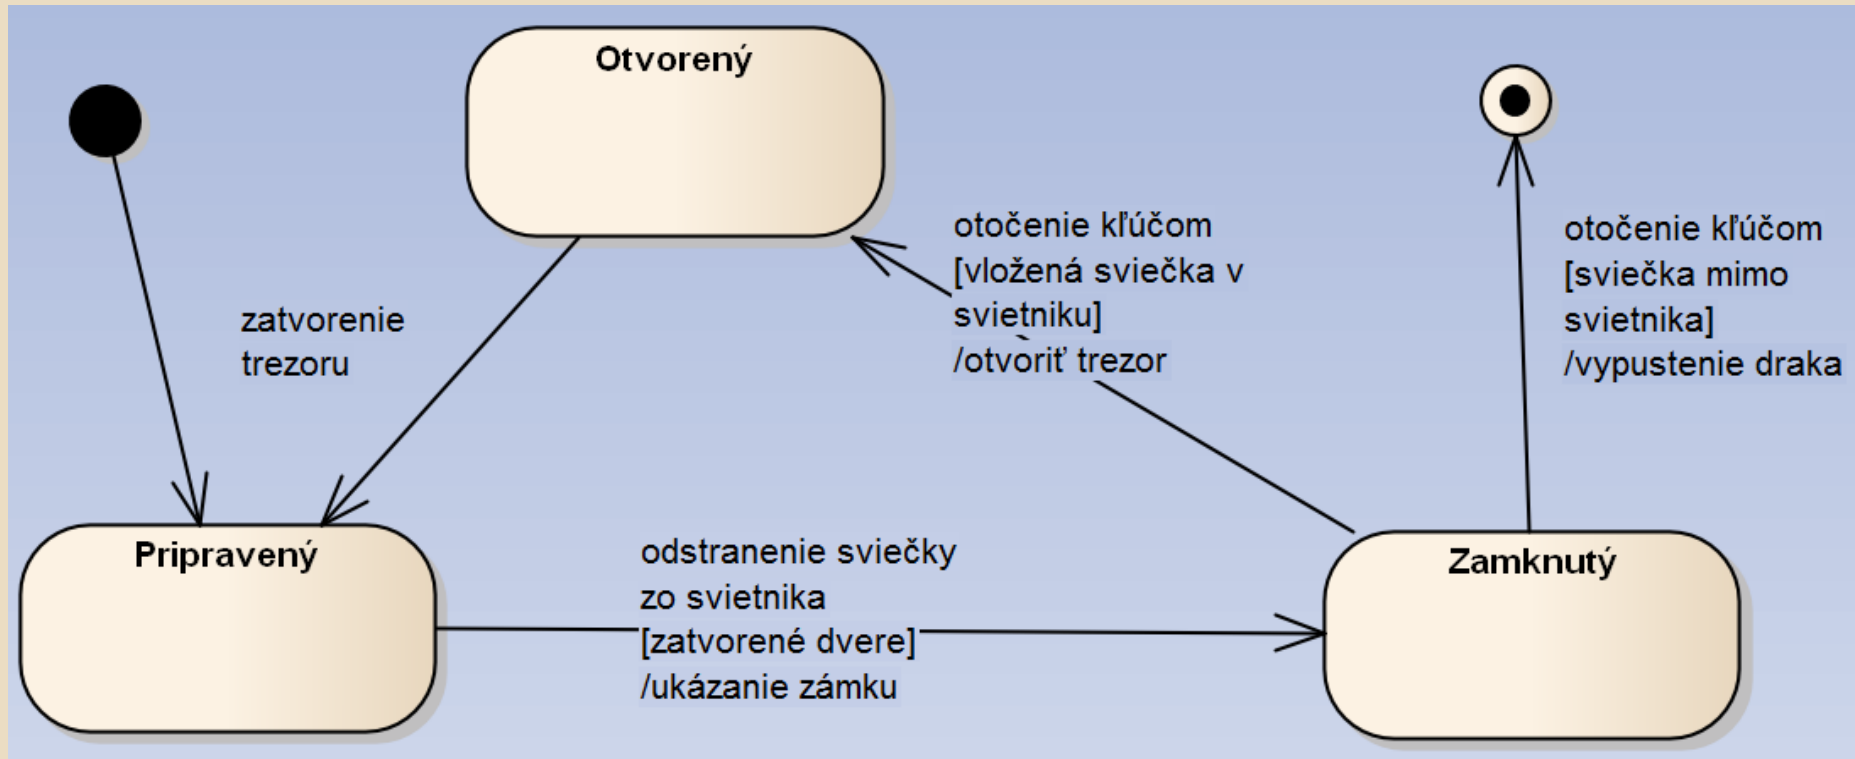 Otvorený
otočenie kľúčom
[vložená sviečka v
svietniku]
/otvoriť trezor
otočenie kľúčom
[sviečka mimo
svietnika]
/vypustenie draka
zatvorenie
trezoru
Pripravený
odstranenie sviečky
zo svietnika
[zatvorené dvere]
/ukázanie zámku
Zamknutý